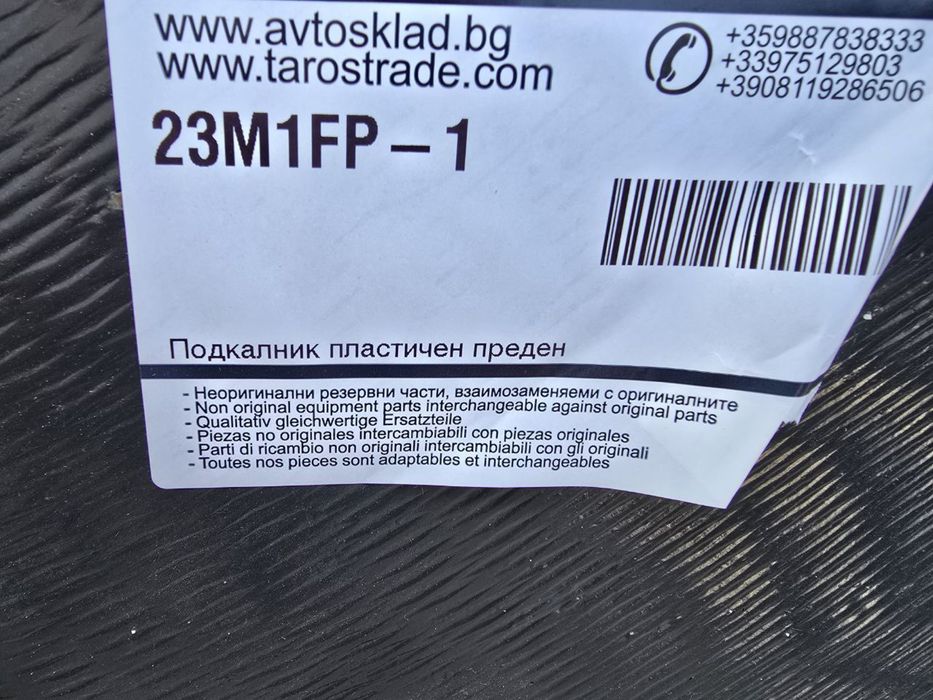 www.avtosklad.bg
www.tarostrade.com
+359887838333
+33975129803
+3908119286506
23M1FP – 1
Подкалник пластичен преден
- Неоригинални резервни части, взаимозаменяеми с оригиналните
- Non original equipment parts interchangeable against original parts
- Qualitativ gleichwertige Ersatzteile
- Piezas no originales intercambiabili con piezas originales
- Parti di ricambio non originali intercambiabili con gli originali
- Toutes nos pieces sont adaptables et interchangeables